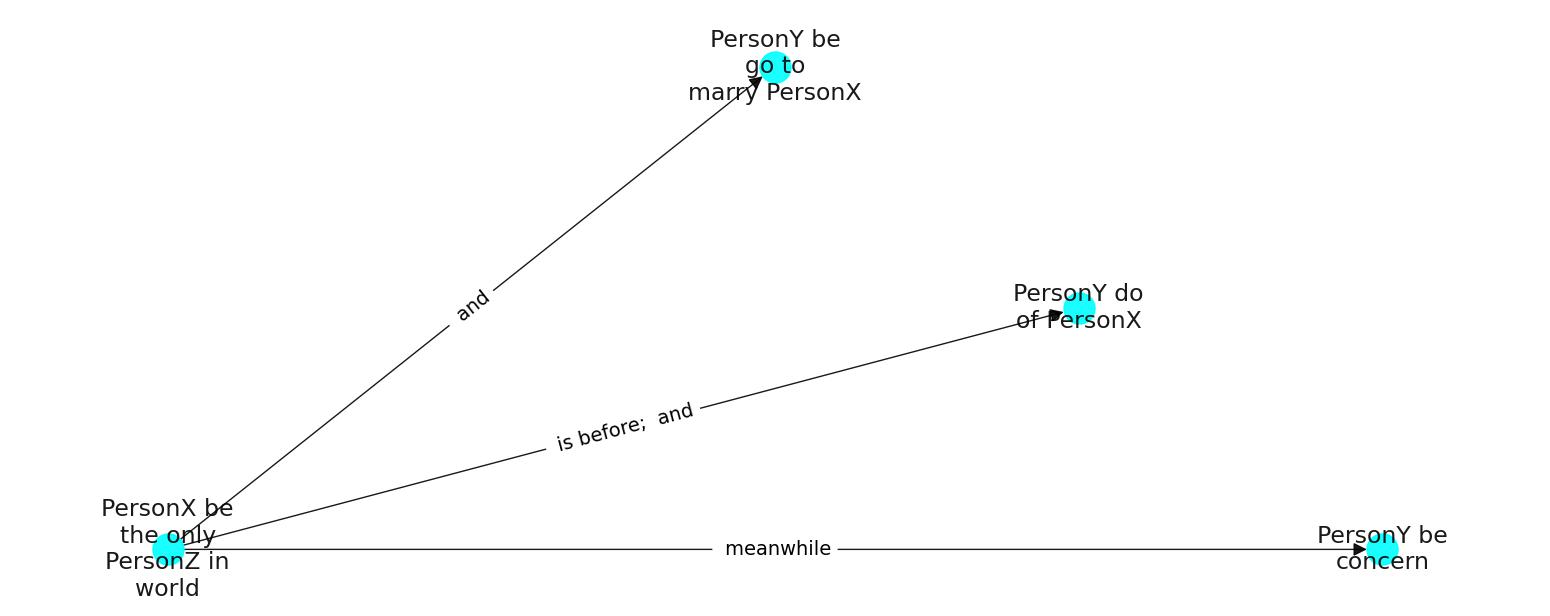 PersonY be
go to
marry PersonX
and
PersonY do
of PersonX
is before;  and
PersonX be
the only
PersonZ in
world
meanwhile
PersonY be
concern